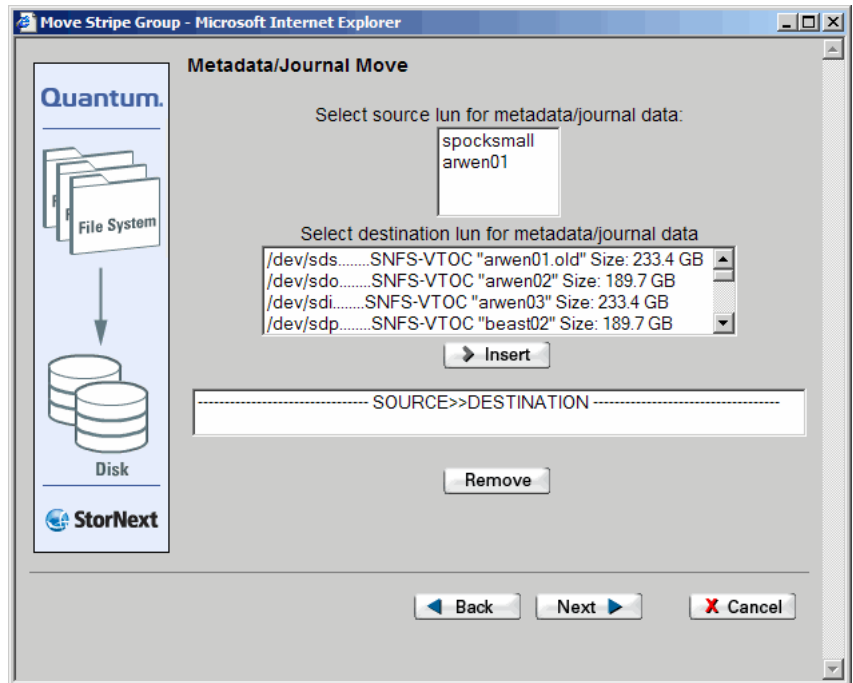 Move Stripe Group - Microsoft Internet Explorer
Quantum.
File System
Disk
StorNext
Metadata/Journal Move
Select source lun for metadata/journal data:
spocksmall
arwen01
Select destination lun for metadata/journal data
/dev/sds.......SNFS-VTOC "arwen01.old" Size: 233.4 GB
/dev/sdo.......SNFS-VTOC "arwen02" Size: 189.7 GB
/dev/sdi.......SNFS-VTOC "arwen03" Size: 233.4 GB
/dev/sdp.......SNFS-VTOC "beast02" Size: 189.7 GB
Insert
-------------------------------- SOURCE>>DESTINATION -----------------------------------
Remove
Back
Next
X Cancel